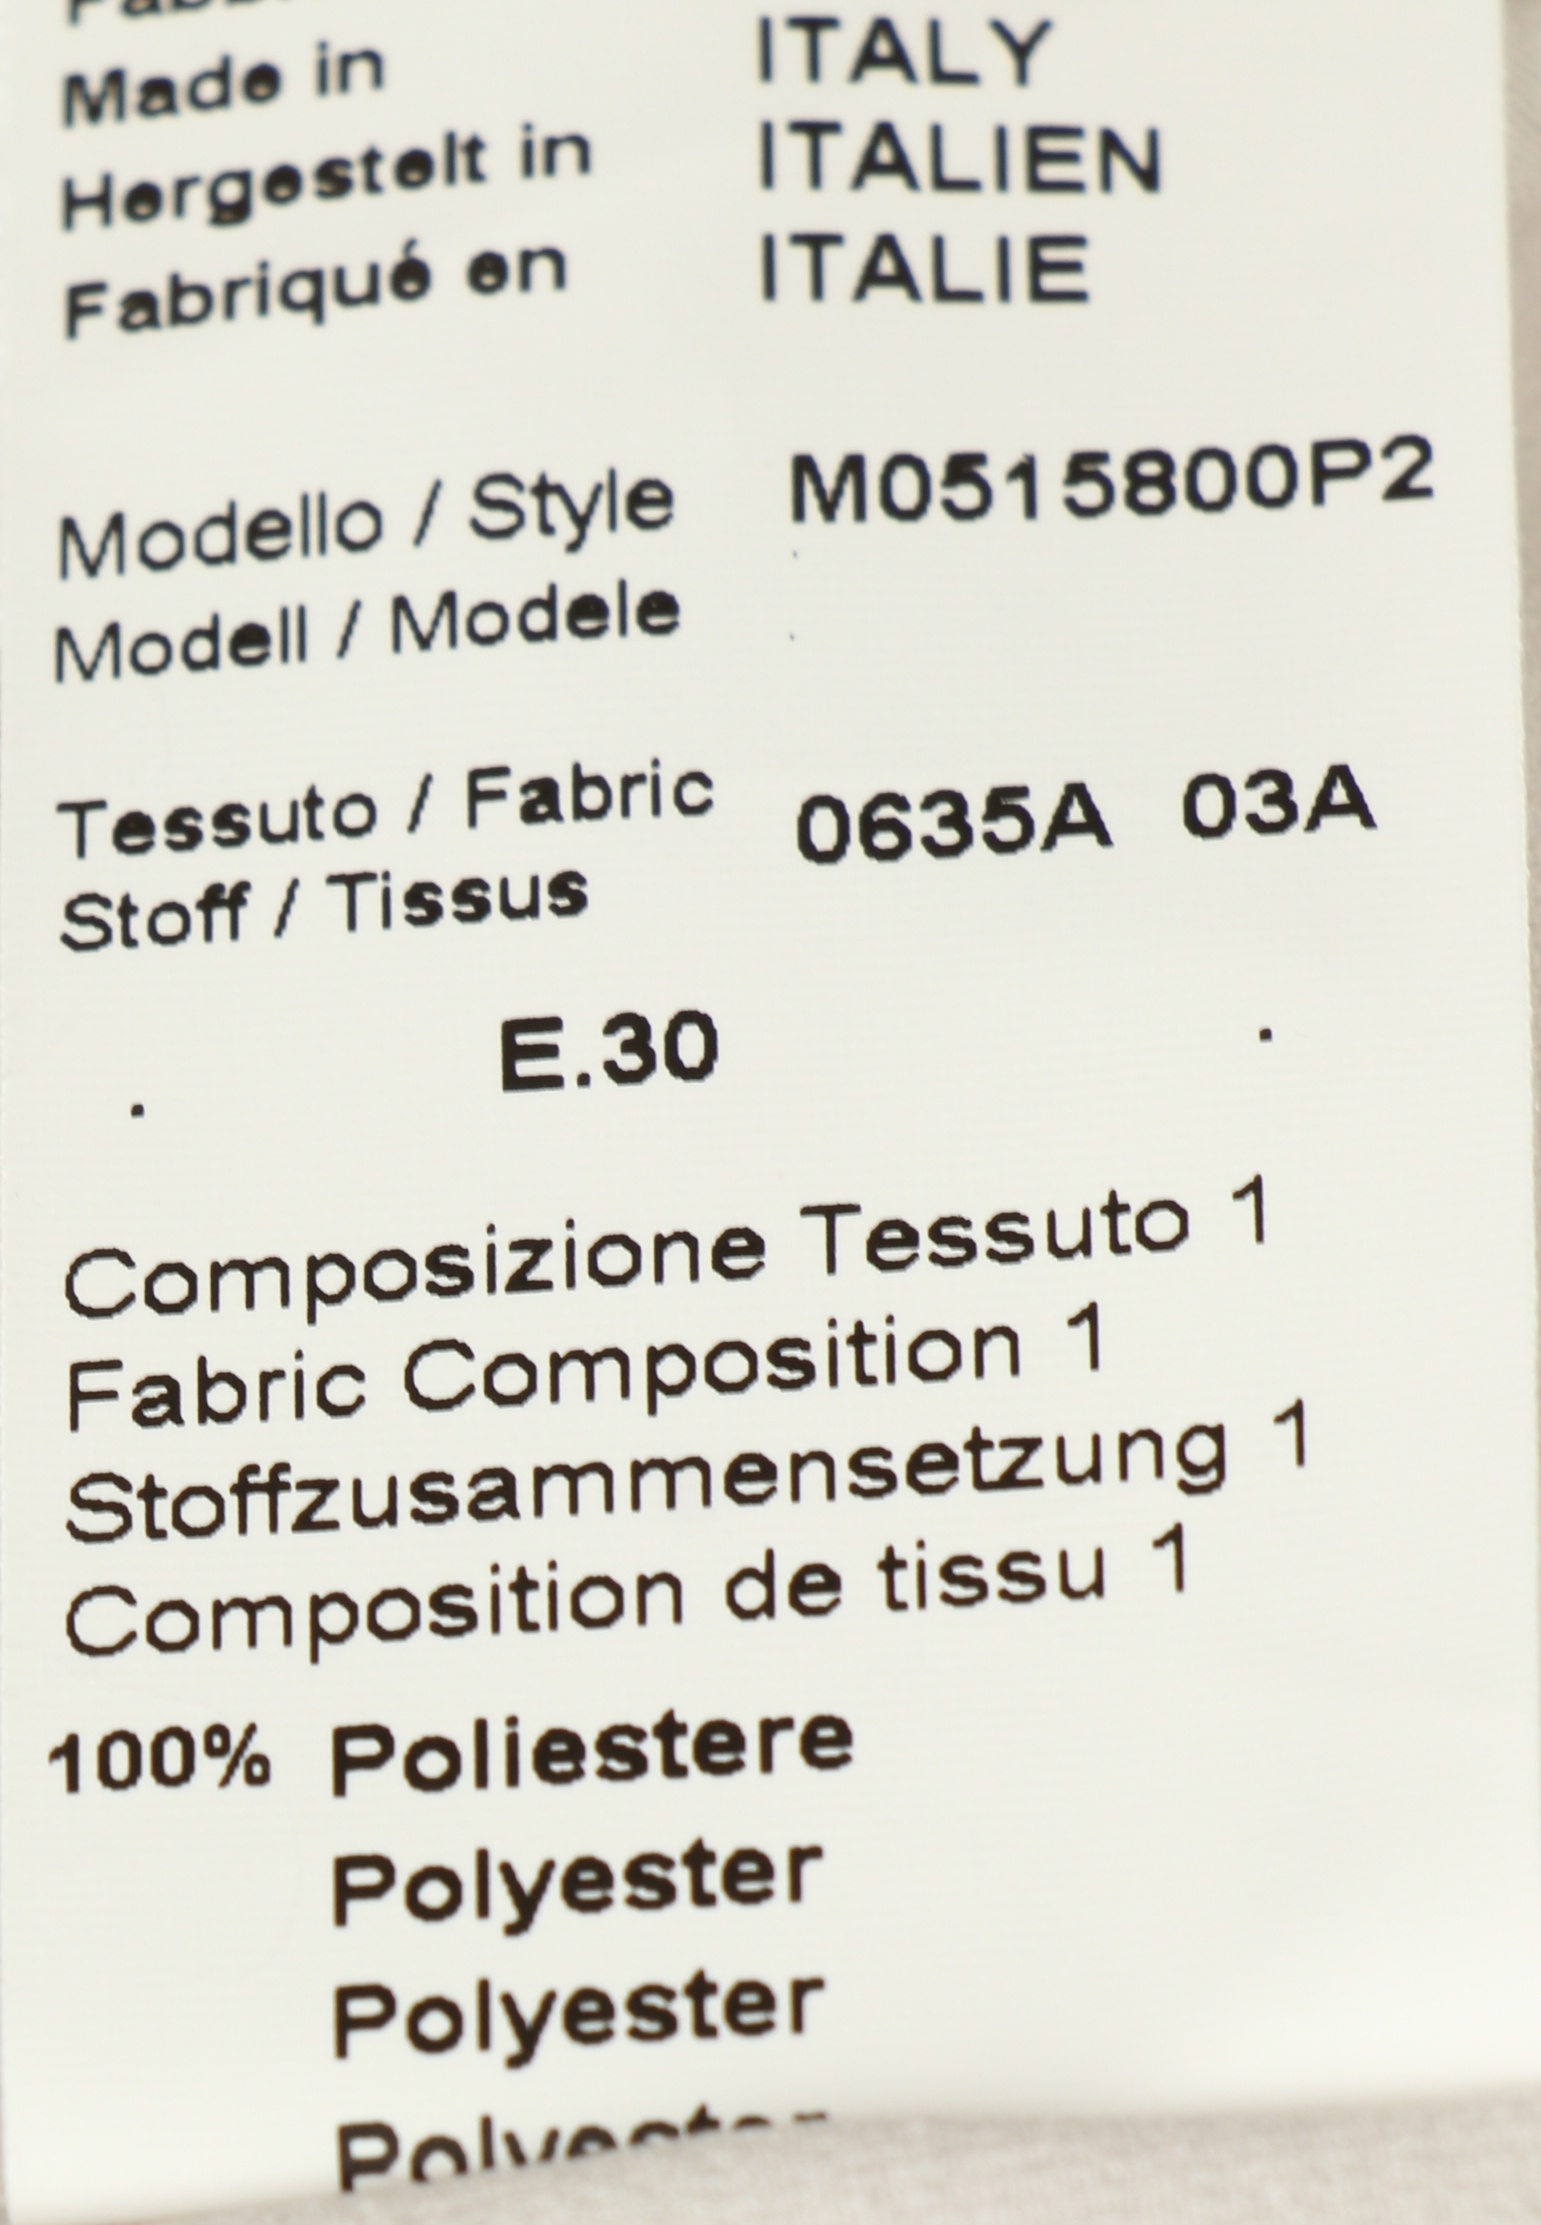 Made in ITALY
Hergestelt in ITALIEN
Fabriqué en ITALIE
Modello / Style M0515800P2
Modell / Modele
Tessuto / Fabric 0635A 03A
Stoff / Tissus
. E.30 .
Composizione Tessuto 1
Fabric Composition 1
Stoffzusammensetzung 1
Composition de tissu 1
100% Poliestere
Polyester
Polyester
Polyester